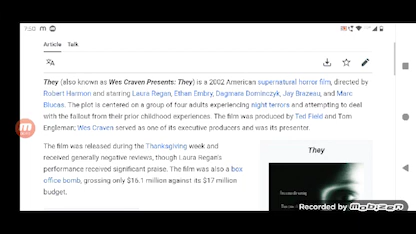 7:50
Article Talk
They (also known as Wes Craven Presents: They) is a 2002 American supernatural horror film, directed by
Robert Harmon and starring Laura Regan, Ethan Embry, Dagmara Dominczyk, Jay Brazeau, and Marc
Blucas. The plot is centered on a group of four adults experiencing night terrors and attempting to deal
with the fallout from their prior childhood experiences. The film was produced by Ted Field and Tom
Engleman; Wes Craven served as one of its executive producers and was its presenter.
The film was released during the Thanksgiving week and
received generally negative reviews, though Laura Regan's
performance received significant praise. The film was also a box
office bomb, grossing only $16.1 million against its $17 million
budget.
They
Recorded by
MOBIZEN